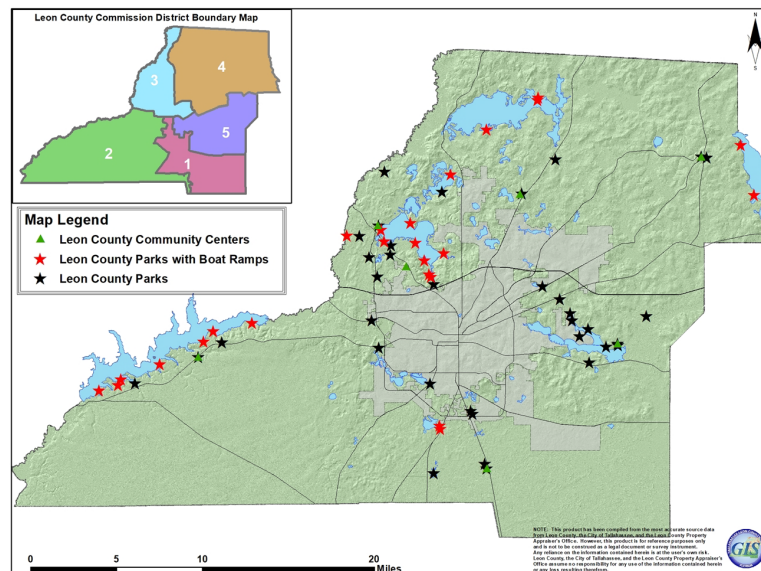 Leon County Commission District Boundary Map
3
4
5
2
1
N
S
Map Legend
Leon County Community Centers
Leon County Parks with Boat Ramps
Leon County Parks
NOTE: This product has been compiled from the most accurate source data
from Leon County, the City of Tallahassee, and the Leon County Property
Appraiser's Office. However, this product is for reference purposes only
and is not to be construed as a legal document or survey instrument.
Any reliance on the information contained herein is at the user's own risk.
Leon County, the City of Tallahassee, and the Leon County Property Appraiser's
Office assume no responsibility for any use of the information contained herein
or any loss resulting therefrom.
GIS
0 5 10 20
Miles